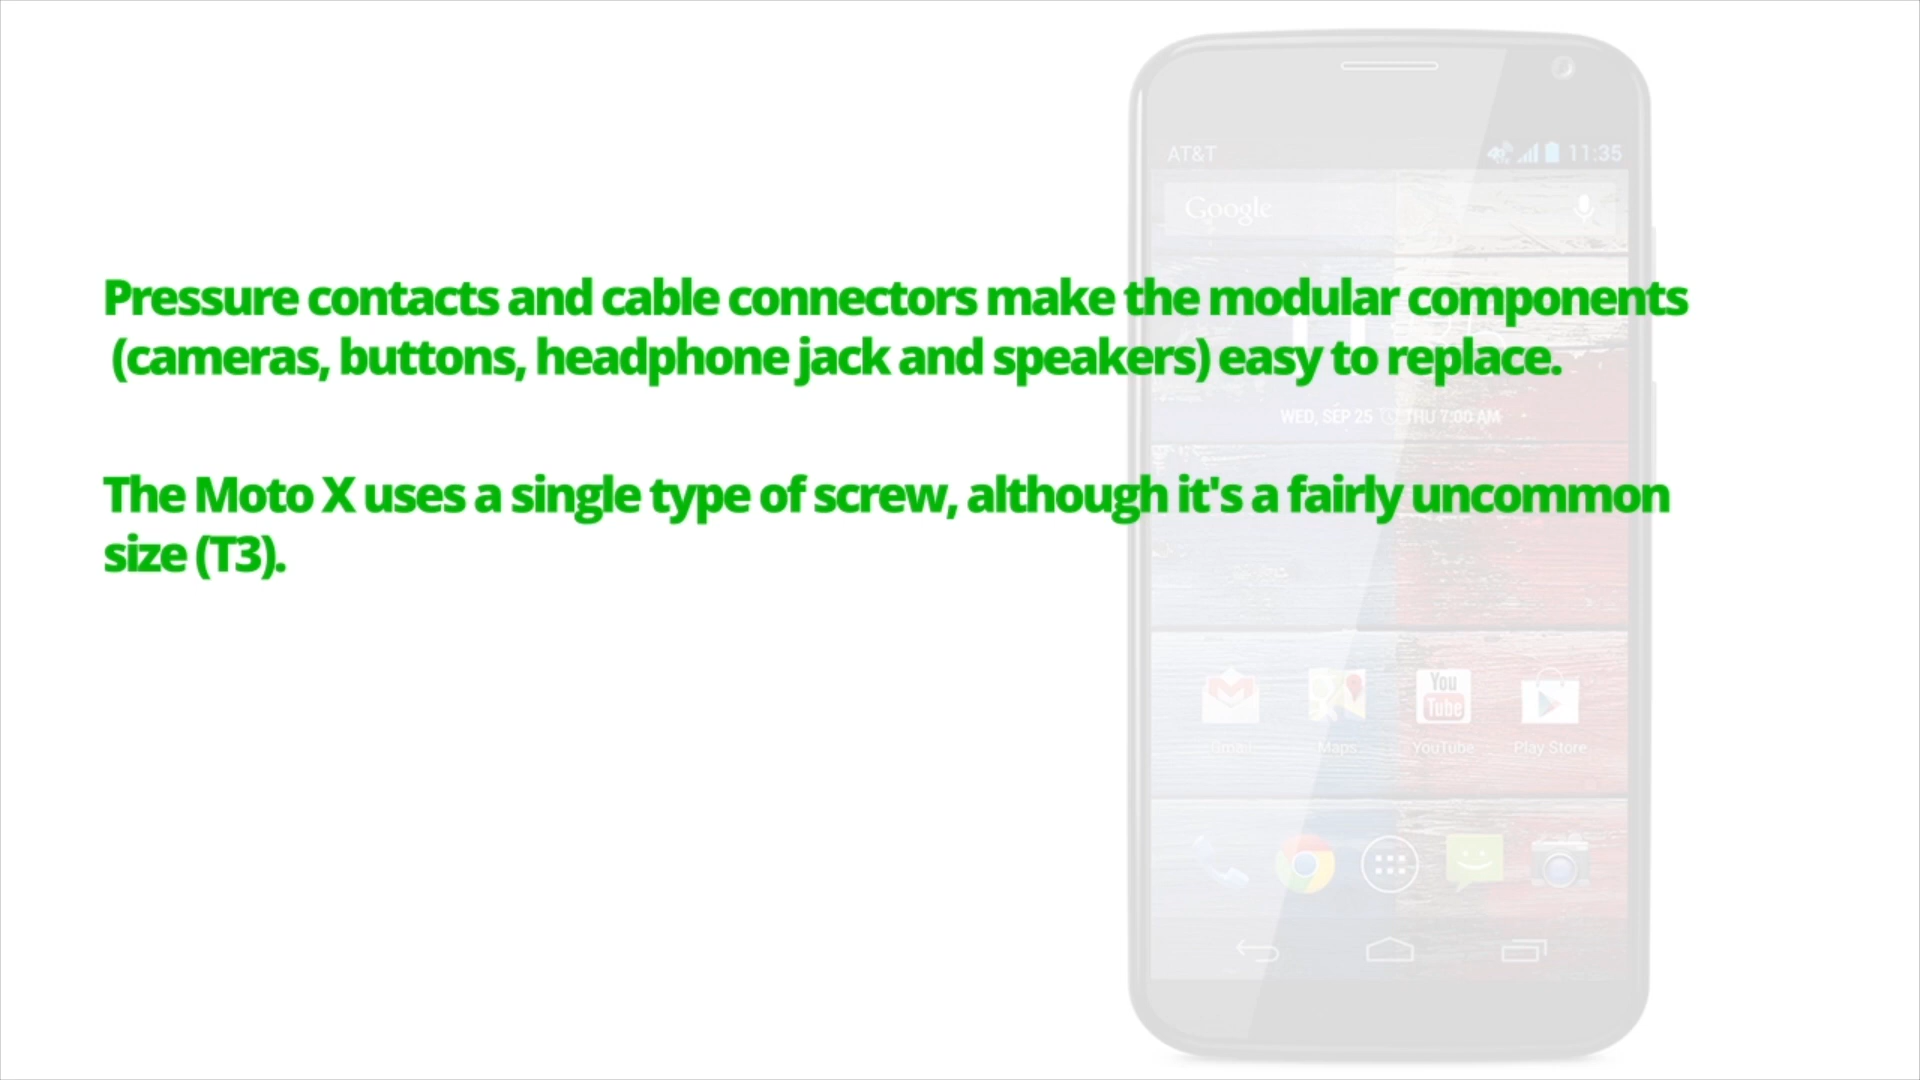 AT&T 11:35
Google
Pressure contacts and cable connectors make the modular components
(cameras, buttons, headphone jack and speakers) easy to replace.
WED, SEP 25 THU 7:00 AM
The Moto X uses a single type of screw, although it's a fairly uncommon
size (T3).
You
Tube
Gmail Maps YouTube Play Store